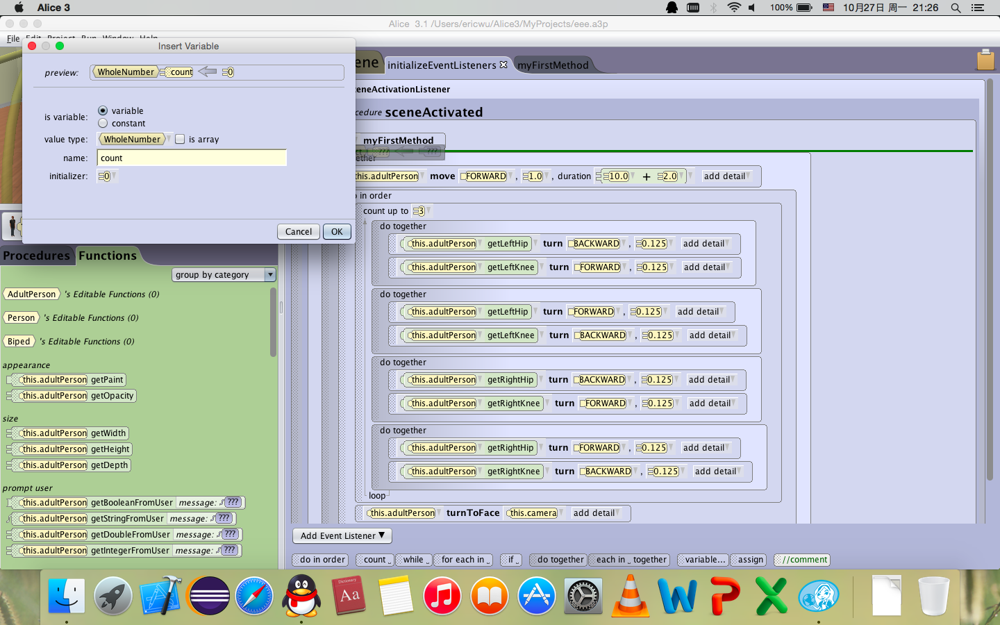 Alice 3
100%
10月27日 周一 21:26
Alice 3.1 /Users/ericwu/Alice3/MyProjects/eee.a3p
File Edit Project Run Window Help
Insert Variable
preview: WholeNumber count 0
is variable: variable
constant
value type: WholeNumber is array
name: count
initializer: 0
Cancel OK
initializeEventListeners
myFirstMethod
sceneActivated
myFirstMethod
??? ???
this.adultPerson move FORWARD , 1.0 , duration 10.0 + 2.0 add detail
in order
count up to 3
do together
this.adultPerson getLeftHip turn BACKWARD , 0.125 add detail
this.adultPerson getLeftKnee turn FORWARD , 0.125 add detail
do together
this.adultPerson getLeftHip turn FORWARD , 0.125 add detail
this.adultPerson getLeftKnee turn BACKWARD , 0.125 add detail
do together
this.adultPerson getRightHip turn BACKWARD , 0.125 add detail
this.adultPerson getRightKnee turn FORWARD , 0.125 add detail
do together
this.adultPerson getRightHip turn FORWARD , 0.125 add detail
this.adultPerson getRightKnee turn BACKWARD , 0.125 add detail
loop
this.adultPerson turnToFace this.camera add detail
Add Event Listener ▼
do in order count while for each in if do together each in together variable... assign //comment
Procedures Functions
group by category
AdultPerson 's Editable Functions (0)
Person 's Editable Functions (0)
Biped 's Editable Functions (0)
appearance
this.adultPerson getPaint
this.adultPerson getOpacity
size
this.adultPerson getWidth
this.adultPerson getHeight
this.adultPerson getDepth
prompt user
this.adultPerson getBooleanFromUser message: ???
this.adultPerson getStringFromUser message: ???
this.adultPerson getDoubleFromUser message: ???
this.adultPerson getIntegerFromUser message: ???
Dictionary
Aa